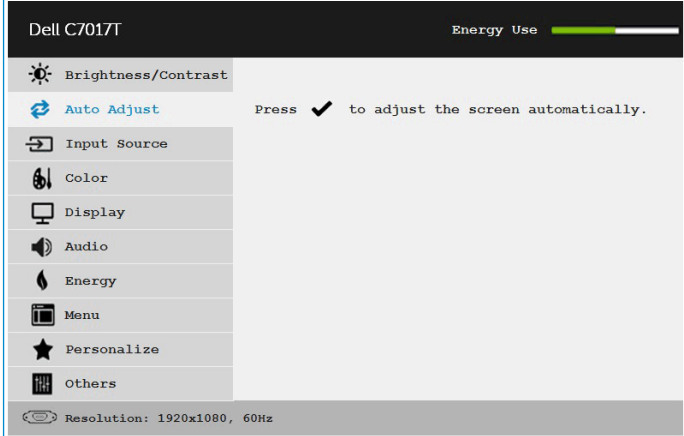 Dell C7017T
Energy Use
Brightness/Contrast
Auto Adjust
Press ✔ to adjust the screen automatically.
Input Source
Color
Display
Audio
Energy
Menu
Personalize
Others
Resolution: 1920x1080, 60Hz